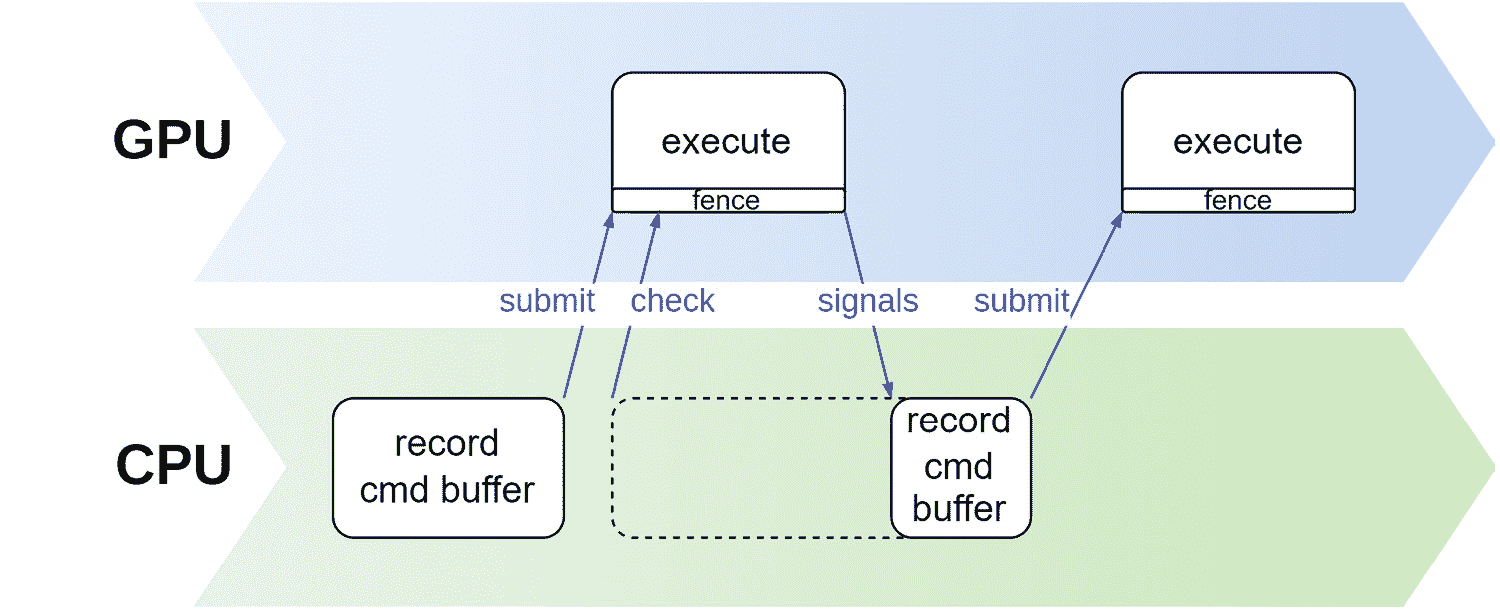 GPU
execute
fence
execute
fence
submit
check
signals
submit
CPU
record
cmd buffer
record
cmd
buffer